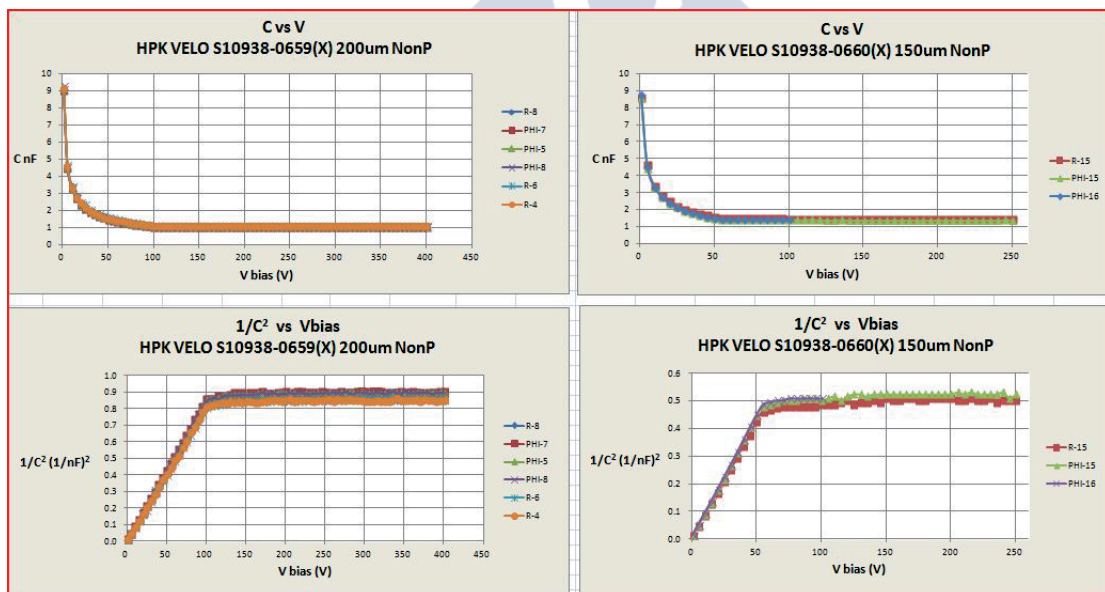 C vs V
HPK VELO S10938-0659(X) 200um NonP
10
9
8
7
6
5
4
3
2
1
0
C nF
0 50 100 150 200 250 300 350 400 450
V bias (V)
R-8
PHI-7
PHI-5
PHI-8
R-6
R-4
C vs V
HPK VELO S10938-0660(X) 150um NonP
10
9
8
7
6
5
4
3
2
1
0
C nF
0 50 100 150 200 250
V bias (V)
R-15
PHI-15
PHI-16
1/C² vs Vbias
HPK VELO S10938-0659(X) 200um NonP
1.0
0.9
0.8
0.7
0.6
0.5
0.4
0.3
0.2
0.1
0.0
1/C² (1/nF)²
0 50 100 150 200 250 300 350 400 450
V bias (V)
R-8
PHI-7
PHI-5
PHI-8
R-6
R-4
1/C² vs Vbias
HPK VELO S10938-0660(X) 150um NonP
0.6
0.5
0.4
0.3
0.2
0.1
0.0
1/C² (1/nF)²
0 50 100 150 200 250
V bias (V)
R-15
PHI-15
PHI-16